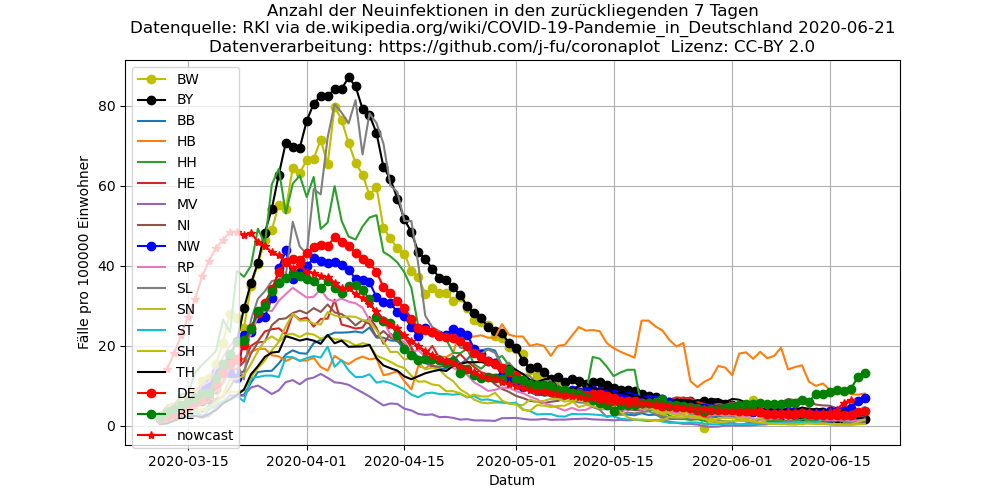 Anzahl der Neuinfektionen in den zurückliegenden 7 Tagen
Datenquelle: RKI via de.wikipedia.org/wiki/COVID-19-Pandemie_in_Deutschland 2020-06-21
Datenverarbeitung: https://github.com/j-fu/coronaplot Lizenz: CC-BY 2.0
Fälle pro 100000 Einwohner
80
60
40
20
0
BW
BY
BB
HB
HH
HE
MV
NI
NW
RP
SL
SN
ST
SH
TH
DE
BE
nowcast
2020-03-15
2020-04-01
2020-04-15
2020-05-01
2020-05-15
2020-06-01
2020-06-15
Datum